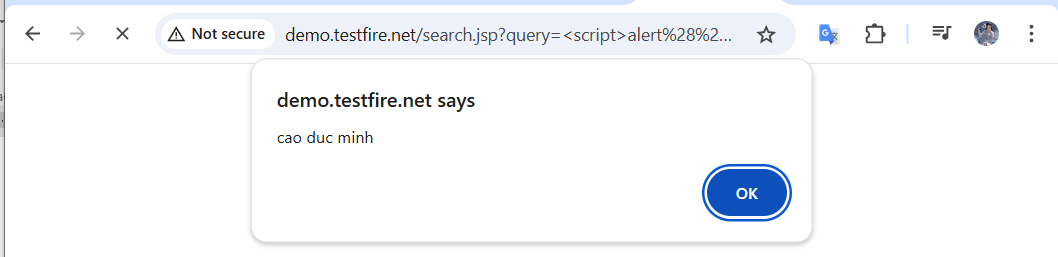 Not secure demo.testfire.net/search.jsp?query=<script>alert%28%2...
demo.testfire.net says
cao duc minh
OK